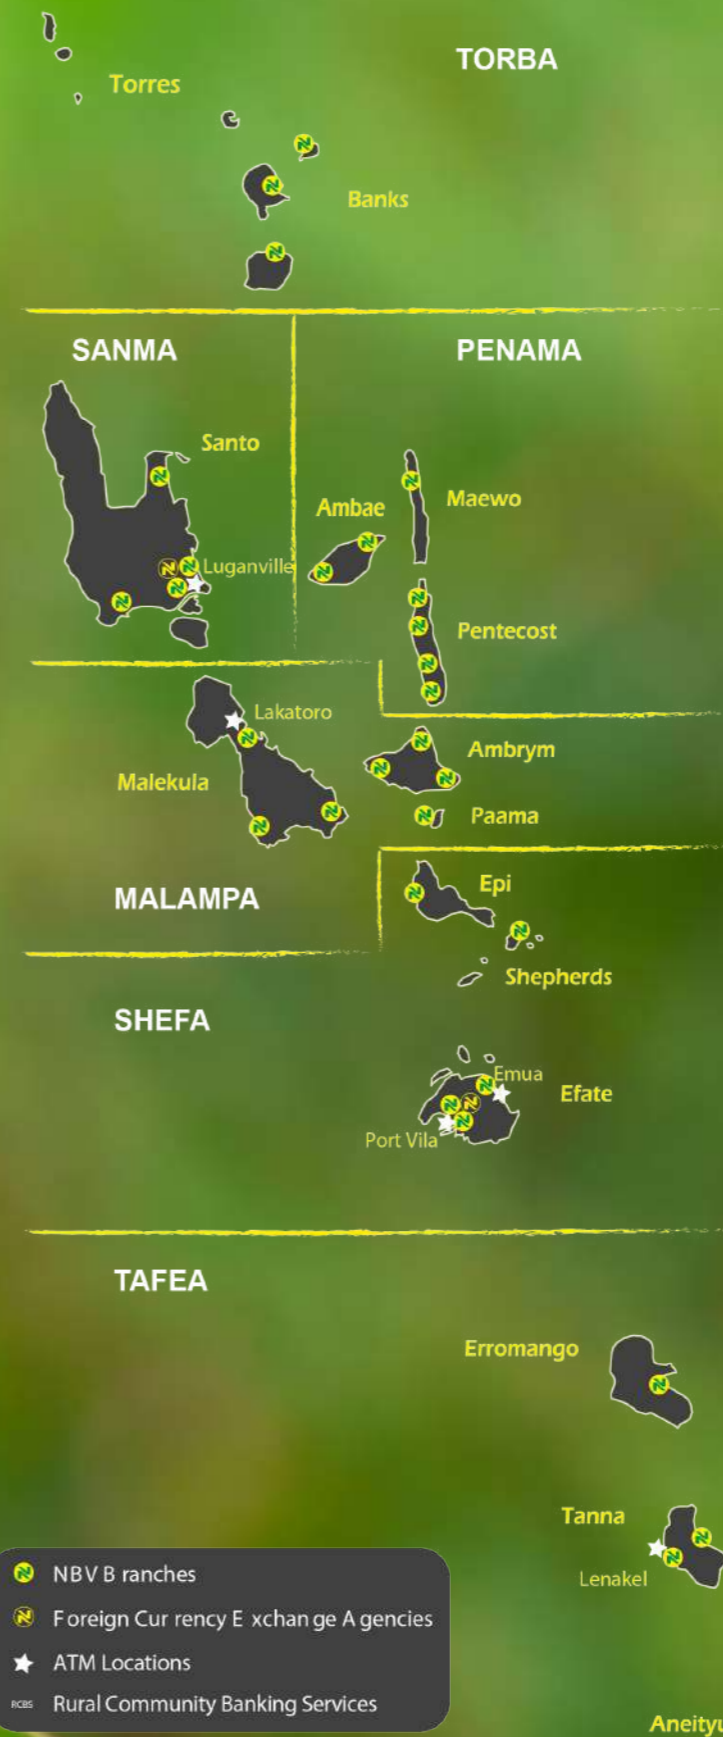 TORBA
Torres
Banks
SANMA
PENAMA
Santo
Maewo
Ambae
Luganville
Pentecost
Lakatoro
Ambrym
Malekula
Paama
Epi
MALAMPA
Shepherds
SHEFA
Emua
Efate
Port Vila
TAFEA
Erromango
Tanna
Lenakel
NBV B ranches
Foreign Cur rency E xchan ge A gencies
ATM Locations
RCBS Rural Community Banking Services
Aneityu